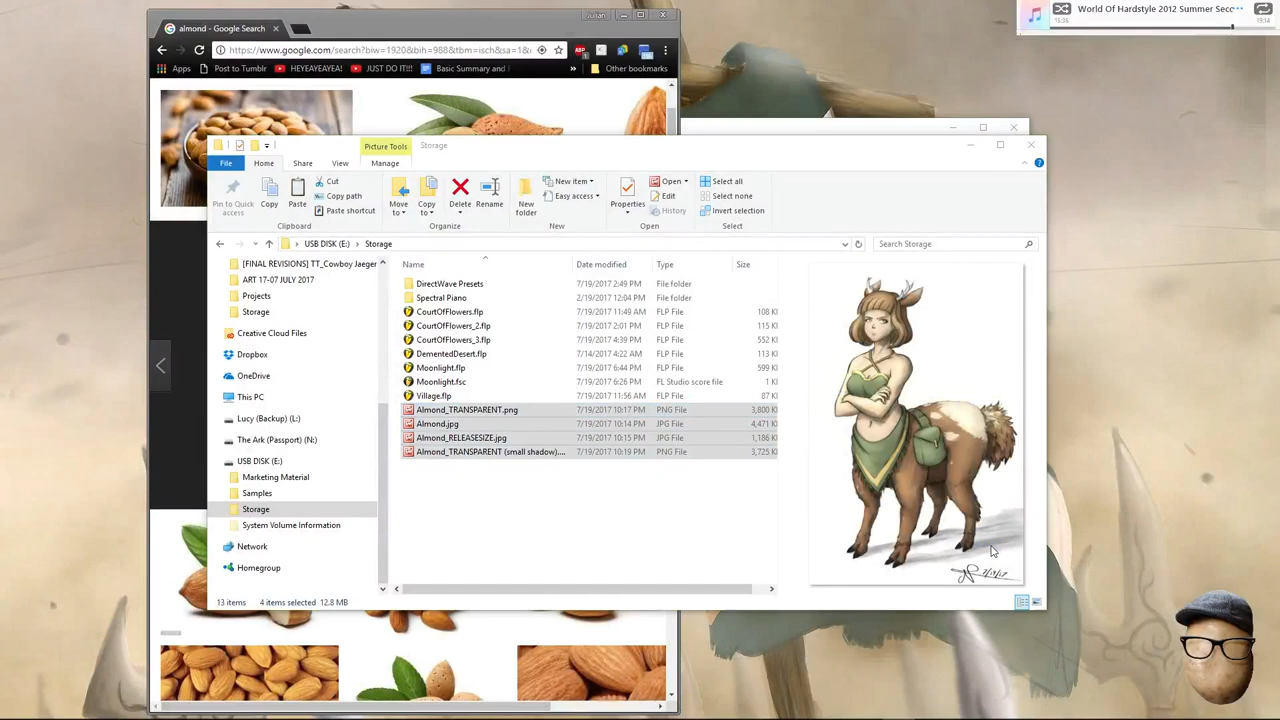 World Of Hardstyle 2012 Summer Seco...
15:36
19:14
Julian
almond - Google Search
https://www.google.com/search?biw=1920&bih=988&tbm=isch&sa=1&
Apps
Post to Tumblr
HEYEAYEAYEA!
JUST DO IT!!!
Basic Summary and
»
Other bookmarks
Picture Tools
Storage
File
Home
Share
View
Manage
Pin to Quick access
Copy
Paste
Cut
Copy path
Paste shortcut
Clipboard
Move to
Copy to
Delete
Rename
Organize
New folder
New item
Easy access
New
Properties
Open
Edit
History
Open
Select all
Select none
Invert selection
Select
USB DISK (E:)
Storage
Search Storage
[FINAL REVISIONS] TT_Cowboy Jaeger
ART 17-07 JULY 2017
Projects
Storage
Creative Cloud Files
Dropbox
OneDrive
This PC
Lucy (Backup) (L:)
The Ark (Passport) (N:)
USB DISK (E:)
Marketing Material
Samples
Storage
System Volume Information
Network
Homegroup
Name Date modified Type Size
DirectWave Presets 7/19/2017 2:49 PM File folder
Spectral Piano 2/19/2017 12:04 PM File folder
CourtOfFlowers.flp 7/19/2017 11:49 AM FLP File 108 K
CourtOfFlowers_2.flp 7/19/2017 2:01 PM FLP File 115 K
CourtOfFlowers_3.flp 7/19/2017 4:39 PM FLP File 552 K
DementedDesert.flp 7/14/2017 4:22 AM FLP File 113 K
Moonlight.flp 7/19/2017 6:44 PM FLP File 599 K
Moonlight.fsc 7/19/2017 6:26 PM FL Studio score file 1 K
Village.flp 7/19/2017 11:56 AM FLP File 87 K
Almond_TRANSPARENT.png 7/19/2017 10:17 PM PNG File 3,800 K
Almond.jpg 7/19/2017 10:14 PM JPG File 4,471 K
Almond_RELEASESIZE.jpg 7/19/2017 10:15 PM JPG File 1,186 K
Almond_TRANSPARENT (small shadow).... 7/19/2017 10:19 PM PNG File 3,725 K
13 items 4 items selected 12.8 MB